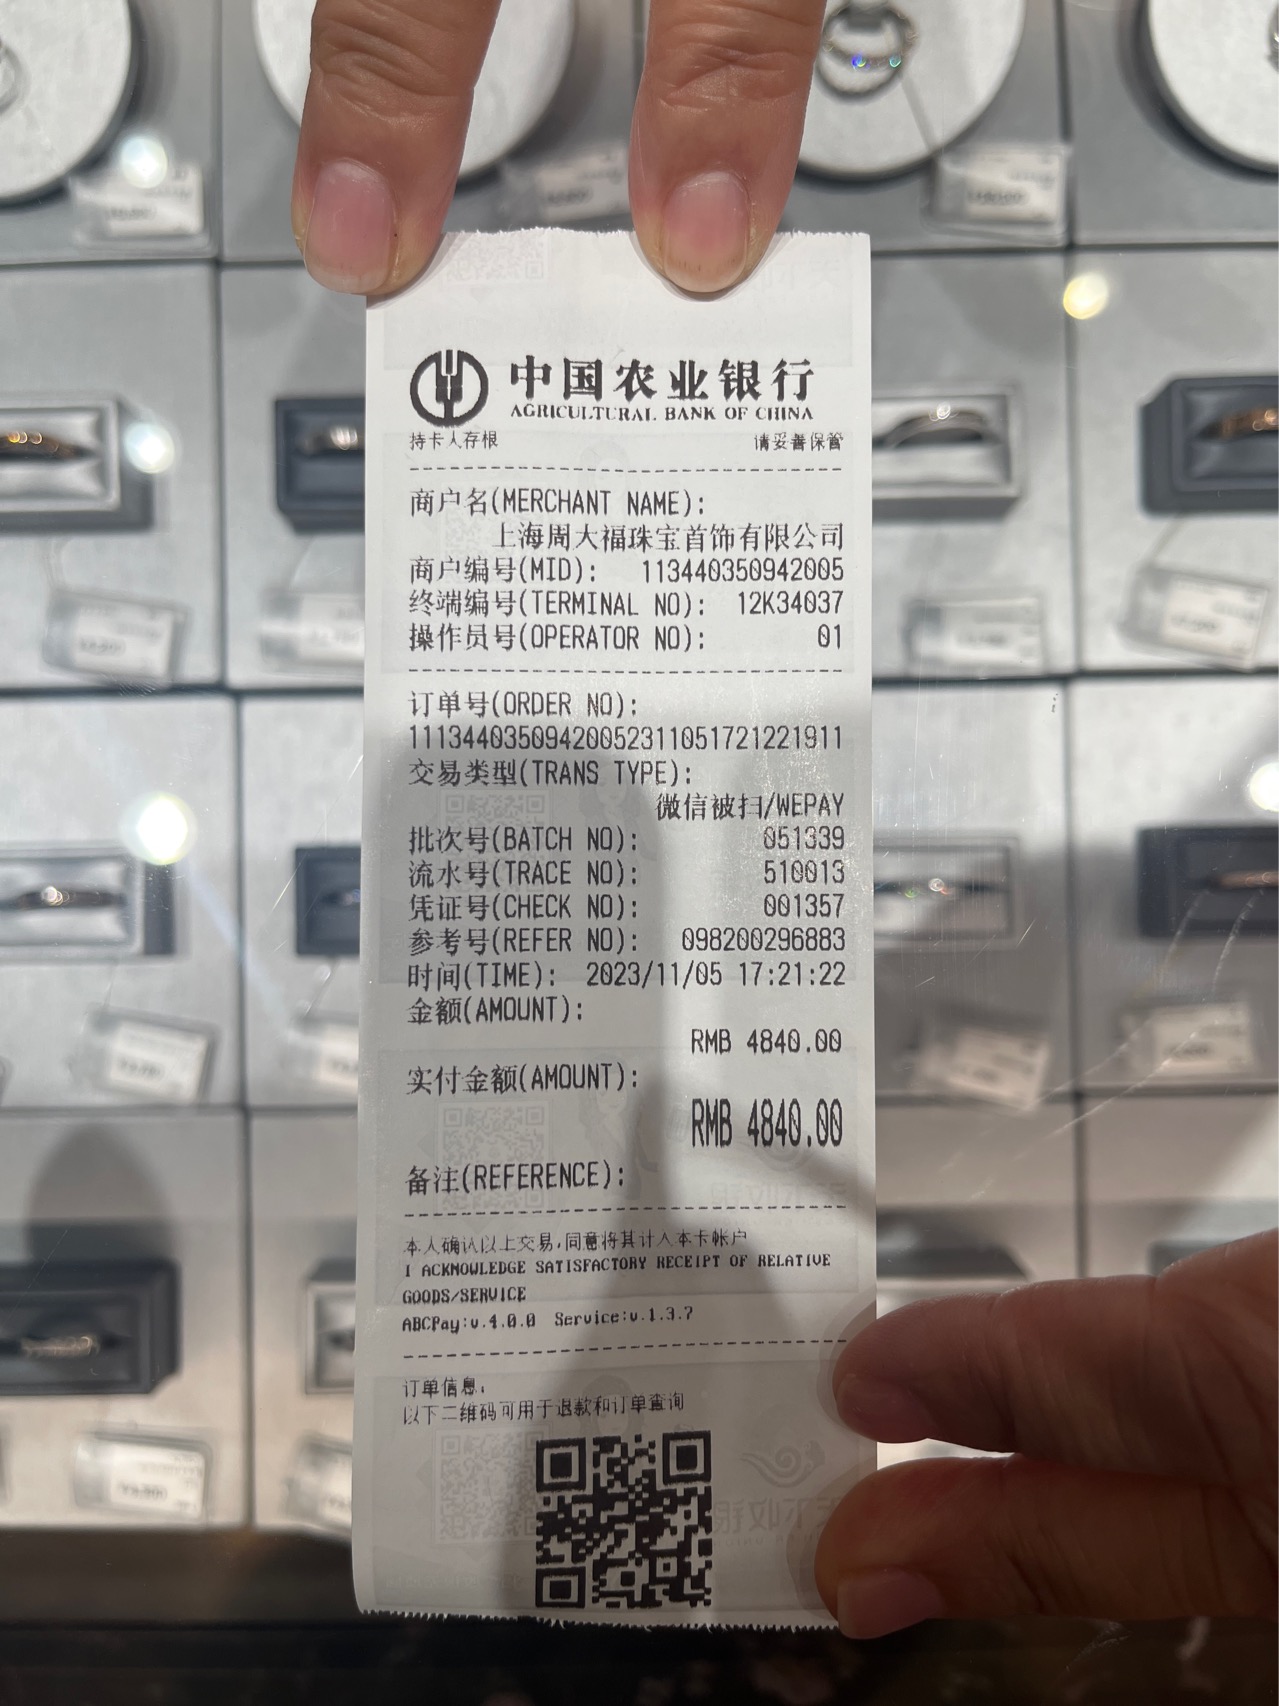 中国农业银行
AGRICULTURAL BANK OF CHINA
持卡人存根 请妥善保管
商户名(MERCHANT NAME):
上海周大福珠宝首饰有限公司
商户编号(MID): 113440350942005
终端编号(TERMINAL NO): 12K34037
操作员号(OPERATOR NO): 01
订单号(ORDER NO):
11134403509420052311051721221911
交易类型(TRANS TYPE):
微信被扫/WEPAY
批次号(BATCH NO): 051339
流水号(TRACE NO): 510013
凭证号(CHECK NO): 001357
参考号(REFER NO): 098200296883
时间(TIME): 2023/11/05 17:21:22
金额(AMOUNT):
RMB 4840.00
实付金额(AMOUNT):
RMB 4840.00
备注(REFERENCE):
本人确认以上交易,同意将其计入本卡帐户
I ACKNOWLEDGE SATISFACTORY RECEIPT OF RELATIVE
GOODS/SERVICE
ABCPay:v.4.0.0 Service:v.1.3.7
订单信息:
以下二维码可用于退款和订单查询